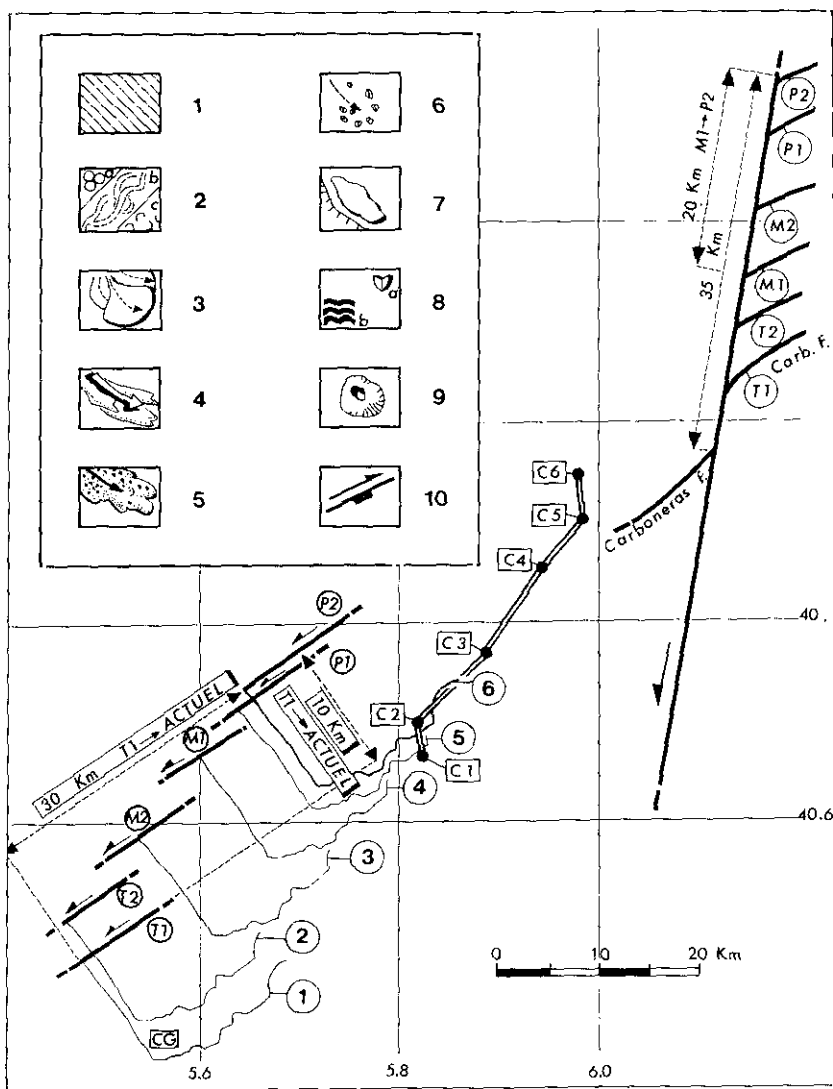 1
2
b
c
3
4
5
6
7
8
a
b
9
10
P2
P1
M2
M1
T2
T1
Carb. F.
20 Km M1→P2
35 Km
Carboneras F.
C6
C5
C4
C3
C2
C1
40
40.6
P2
P1
M1
M2
T2
T1
30 Km T1→ACTUEL
10 Km
T1→ACTUEL
6
5
4
3
2
1
CG
0 10 20 Km
5.6 5.8 6.0